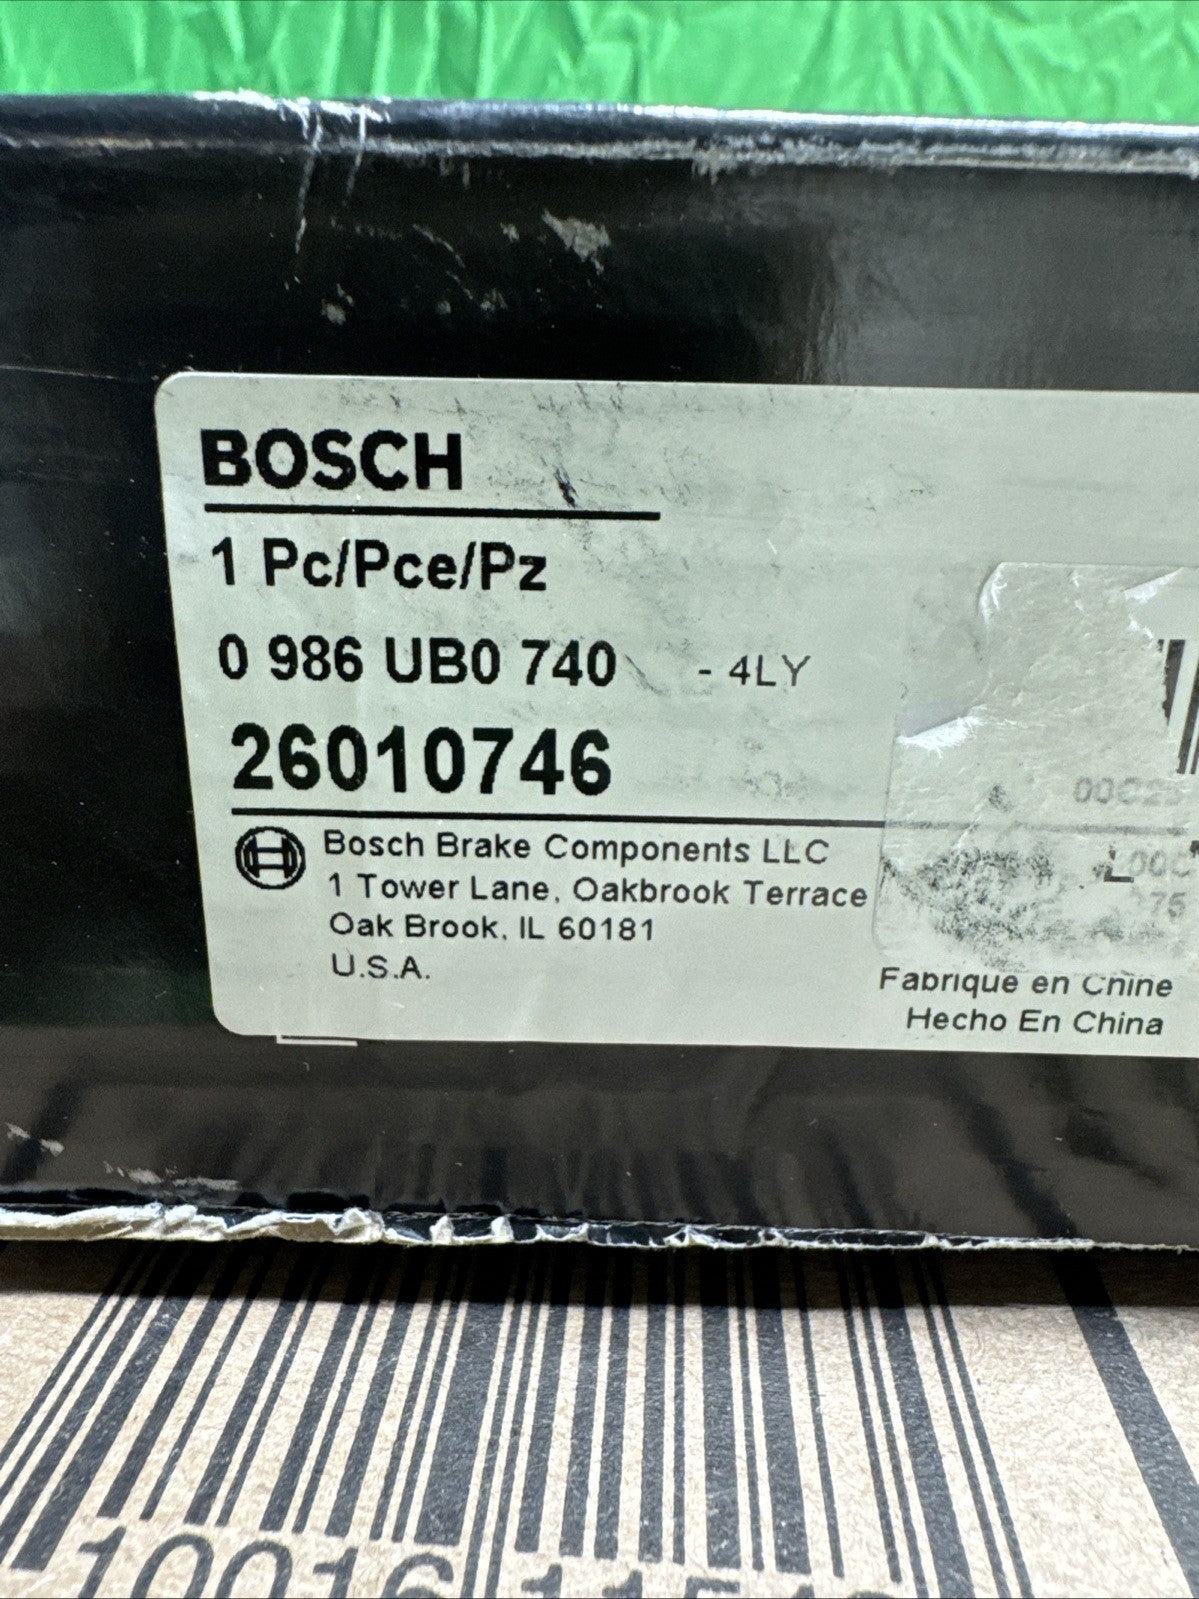 BOSCH
1 Pc/Pce/Pz
0 986 UB0 740 - 4LY
26010746
Bosch Brake Components LLC
1 Tower Lane, Oakbrook Terrace
Oak Brook, IL 60181
U.S.A.
Fabrique en Chine
Hecho En China